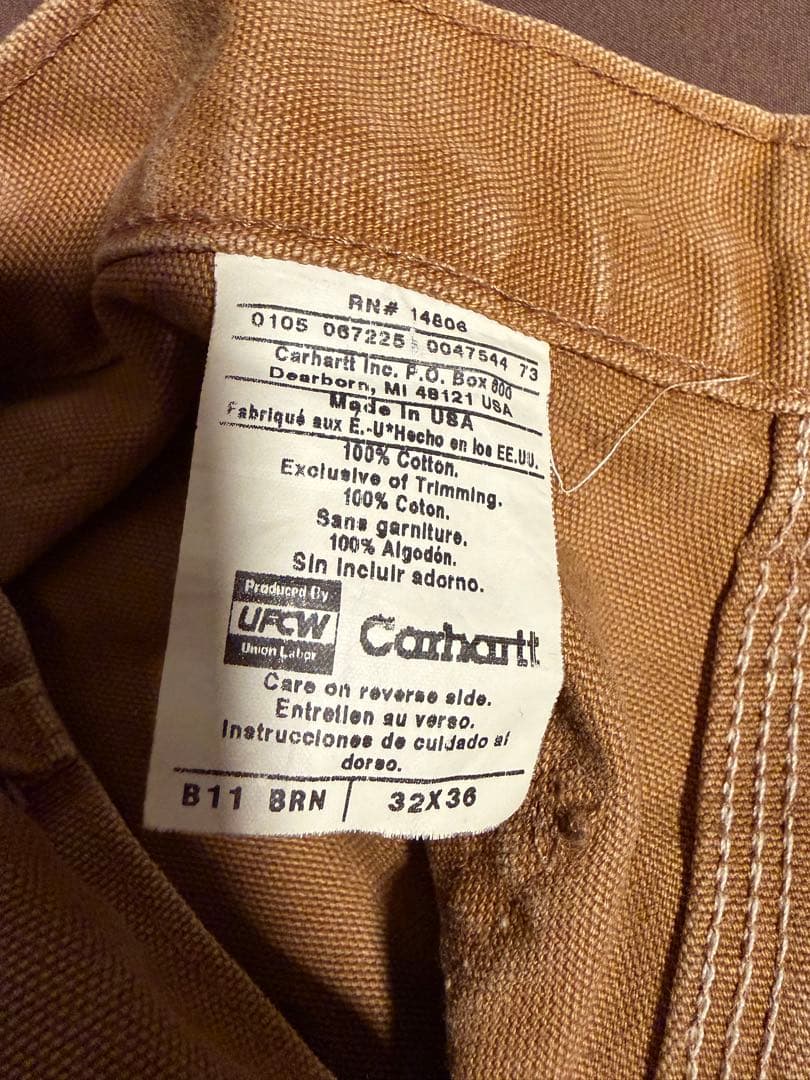 RN# 14806
0105 067225 0047544 73
Carhartt Inc. P.O. Box 600
Dearborn, MI 48121 USA
Made In USA
Fabriqué aux É.-U*Hecho en los EE.UU.
100% Cotton.
Exclusive of Trimming.
100% Coton.
Sans garniture.
100% Algodón.
Sin incluir adorno.
Produced By
UFCW
Union Labor
Carhartt
Care on reverse side.
Entretien au verso.
Instrucciones de cuidado al
dorso.
B11 BRN | 32X36